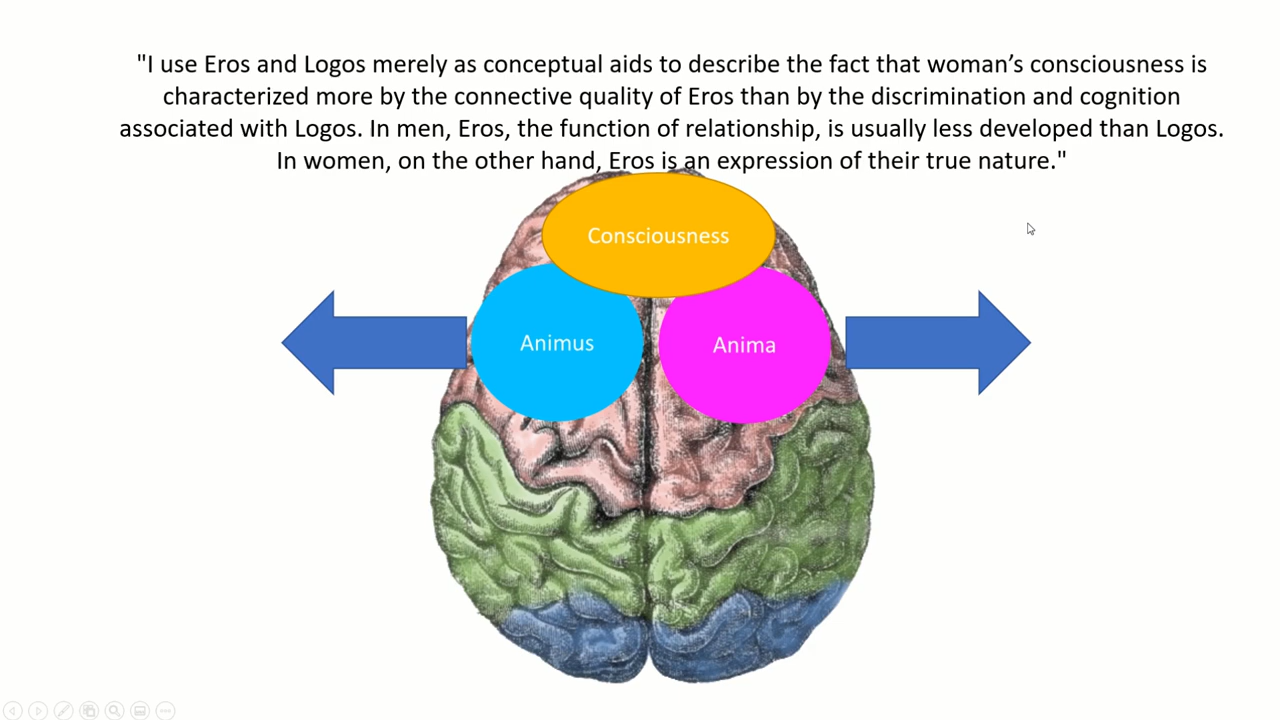 "I use Eros and Logos merely as conceptual aids to describe the fact that woman’s consciousness is
characterized more by the connective quality of Eros than by the discrimination and cognition
associated with Logos. In men, Eros, the function of relationship, is usually less developed than Logos.
In women, on the other hand, Eros is an expression of their true nature."
Consciousness
Animus
Anima